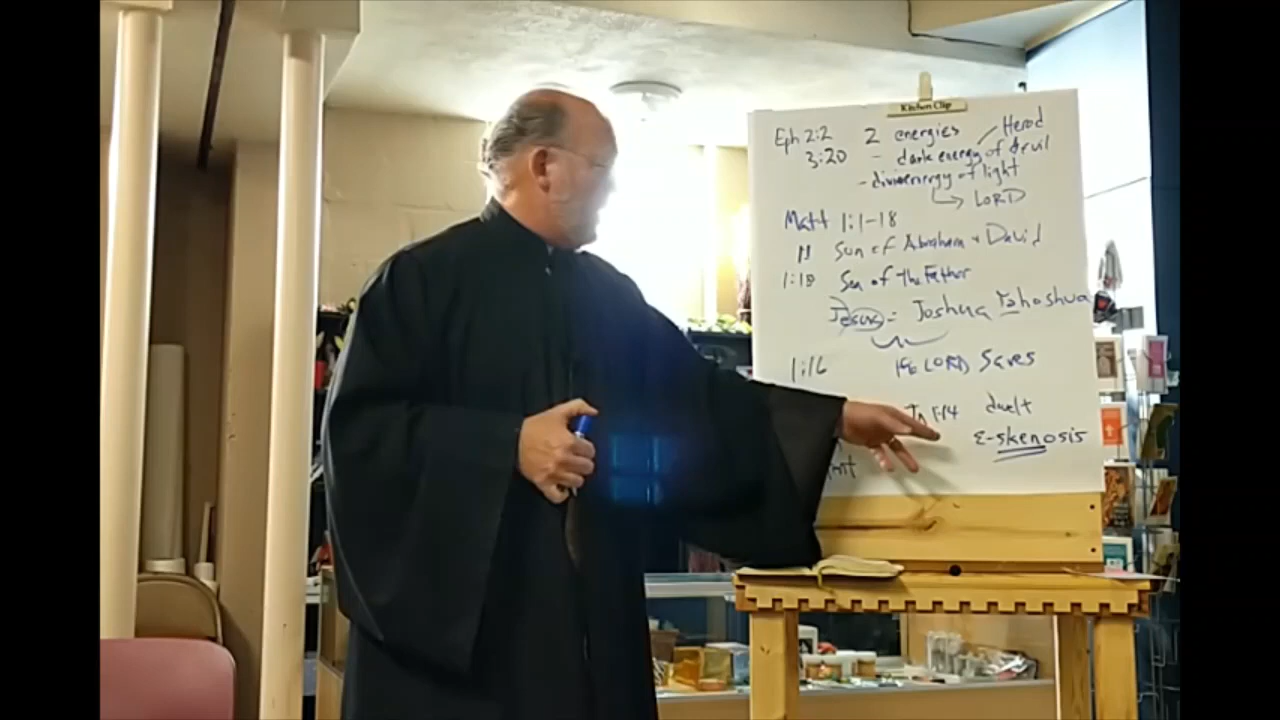 Kitchen Clip
Eph 2:2 2 energies Herod
3:20 - dark energy of devil
- divine energy of light
LORD
Matt 1:1-18
Son of Abraham + David
1:18 Son of the Father
Jesus = Joshua Yahoshua
1:16 the LORD Saves
Jn 1:14 dwelt
ε-skenosis